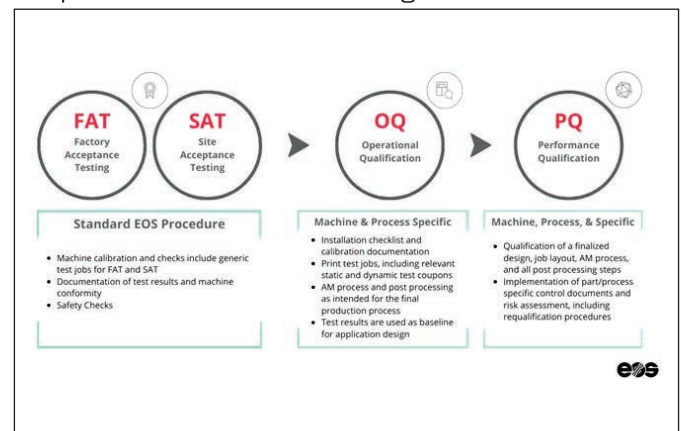 FAT
Factory
Acceptance
Testing
SAT
Site
Acceptance
Testing
OQ
Operational
Qualification
PQ
Performance
Qualification
Standard EOS Procedure
• Machine calibration and checks include generic
test jobs for FAT and SAT
• Documentation of test results and machine
conformity
• Safety Checks
Machine & Process Specific
• Installation checklist and
calibration documentation
• Print test jobs, including relevant
static and dynamic test coupons
• AM process and post processing
as intended for the final
production process
• Test results are used as baseline
for application design
Machine, Process, & Specific
• Qualification of a finalized
design, job layout, AM process,
and all post processing steps
• Implementation of part/process
specific control documents and
risk assessment, including
requalification procedures
eos